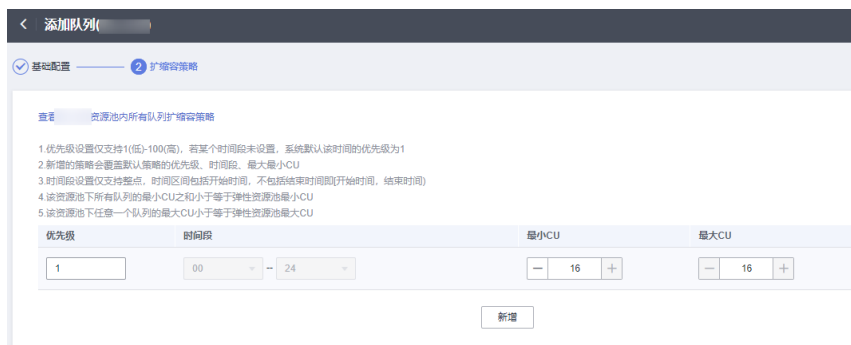 添加队列(
基础配置 2 扩缩容策略
查看 资源池内所有队列扩缩容策略
1.优先级设置仅支持1(低)-100(高)，若某个时间段未设置，系统默认该时间的优先级为1
2.新增的策略会覆盖默认策略的优先级、时间段、最大最小CU
3.时间段设置仅支持整点，时间区间包括开始时间，不包括结束时间即[开始时间，结束时间)
4.该资源池下所有队列的最小CU之和小于等于弹性资源池最小CU
5.该资源池下任意一个队列的最大CU小于等于弹性资源池最大CU
优先级 时间段 最小CU 最大CU
1 00 -- 24 — 16 + — 16 +
新增